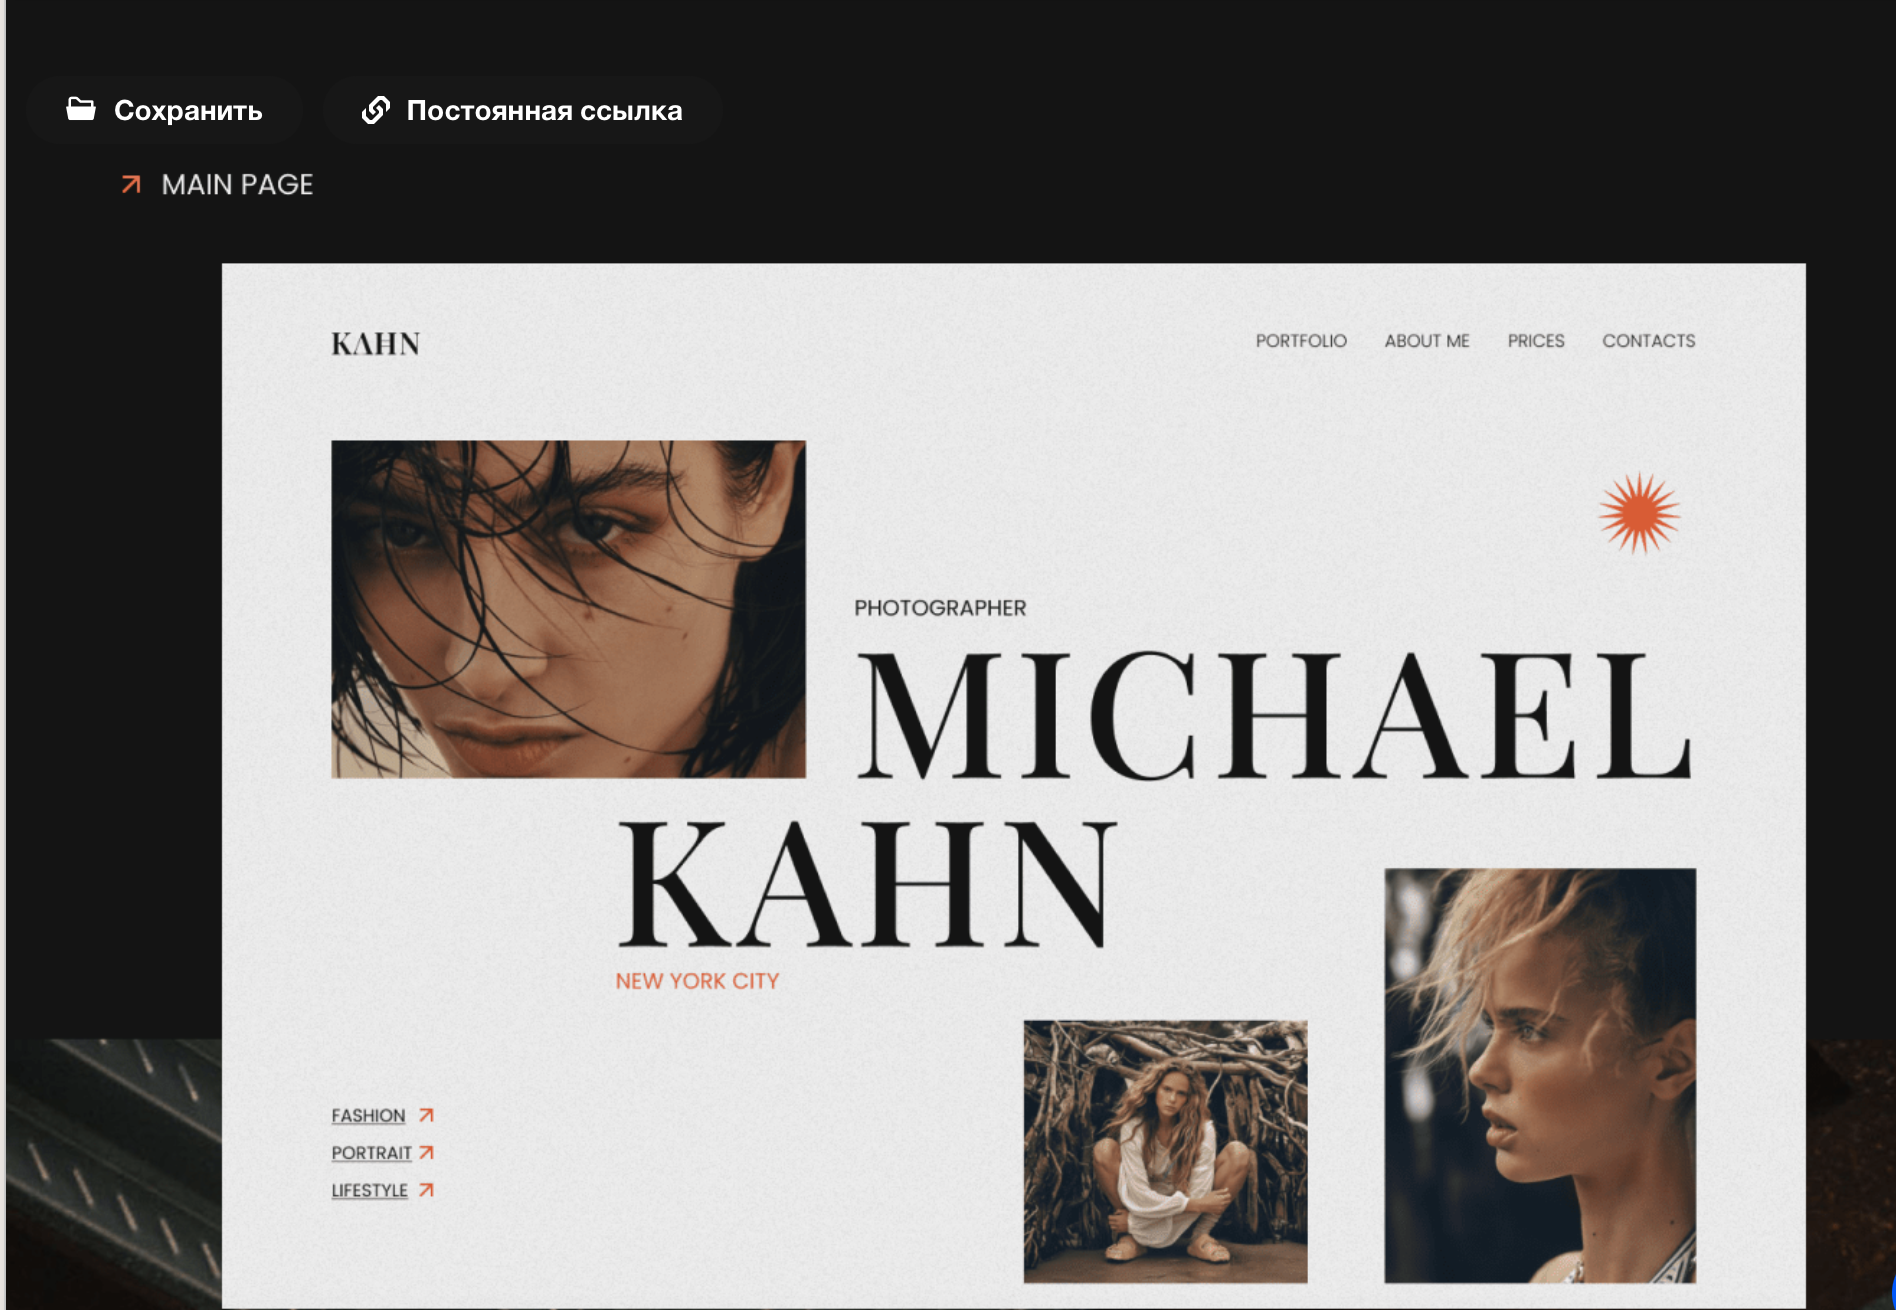 Сохранить
Постоянная ссылка
MAIN PAGE
KAHN
PORTFOLIO
ABOUT ME
PRICES
CONTACTS
PHOTOGRAPHER
MICHAEL
KAHN
NEW YORK CITY
FASHION
PORTRAIT
LIFESTYLE